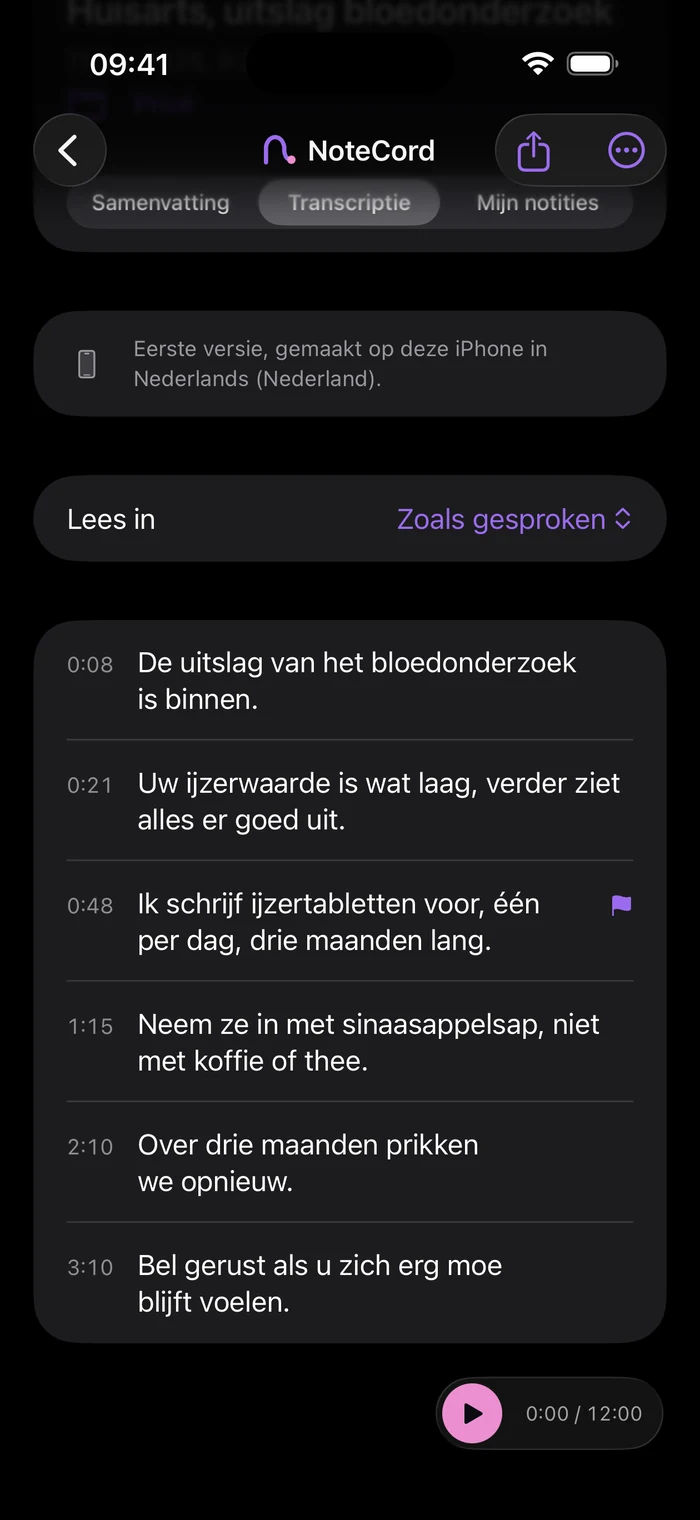 Huisarts, uitslag bloedonderzoek
09:41
NoteCord
Samenvatting
Transcriptie
Mijn notities
Eerste versie, gemaakt op deze iPhone in
Nederlands (Nederland).
Lees in
Zoals gesproken
0:08 De uitslag van het bloedonderzoek
is binnen.
0:21 Uw ijzerwaarde is wat laag, verder ziet
alles er goed uit.
0:48 Ik schrijf ijzertabletten voor, één
per dag, drie maanden lang.
1:15 Neem ze in met sinaasappelsap, niet
met koffie of thee.
2:10 Over drie maanden prikken
we opnieuw.
3:10 Bel gerust als u zich erg moe
blijft voelen.
0:00 / 12:00